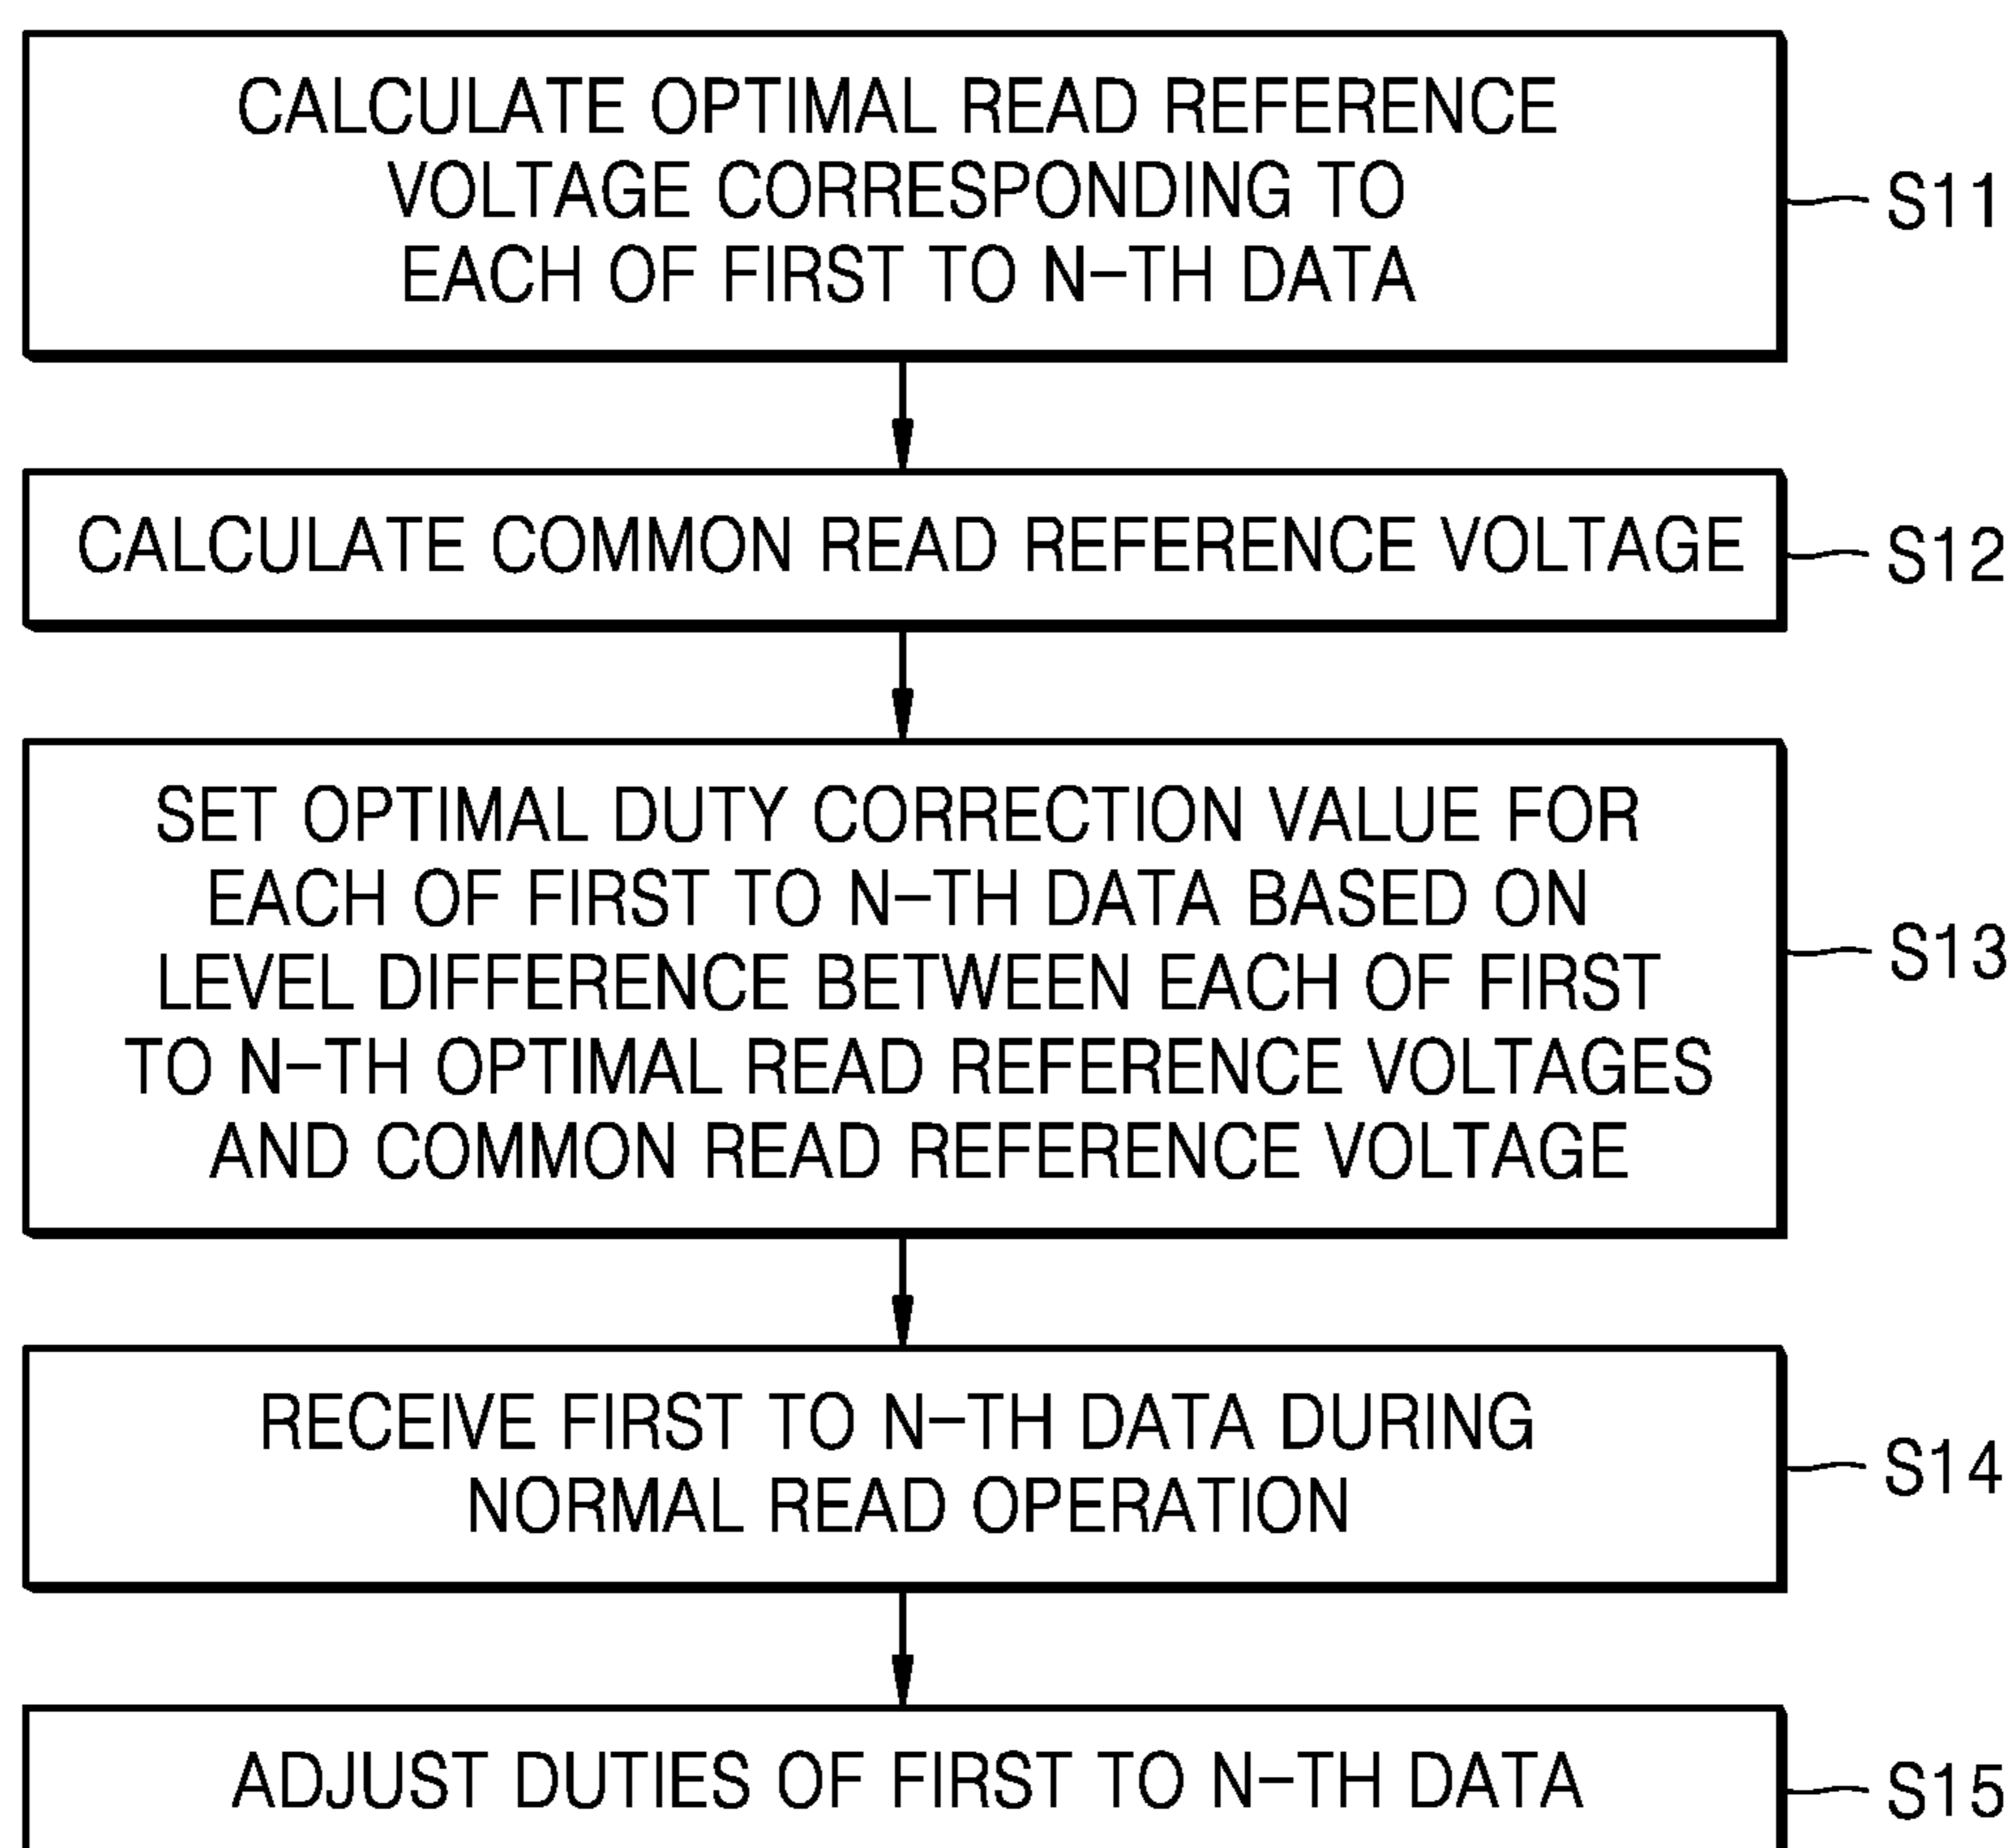 CALCULATE OPTIMAL READ REFERENCE
VOLTAGE CORRESPONDING TO
EACH OF FIRST TO N-TH DATA
S11
CALCULATE COMMON READ REFERENCE VOLTAGE
S12
SET OPTIMAL DUTY CORRECTION VALUE FOR
EACH OF FIRST TO N-TH DATA BASED ON
LEVEL DIFFERENCE BETWEEN EACH OF FIRST
TO N-TH OPTIMAL READ REFERENCE VOLTAGES
AND COMMON READ REFERENCE VOLTAGE
S13
RECEIVE FIRST TO N-TH DATA DURING
NORMAL READ OPERATION
S14
ADJUST DUTIES OF FIRST TO N-TH DATA
S15